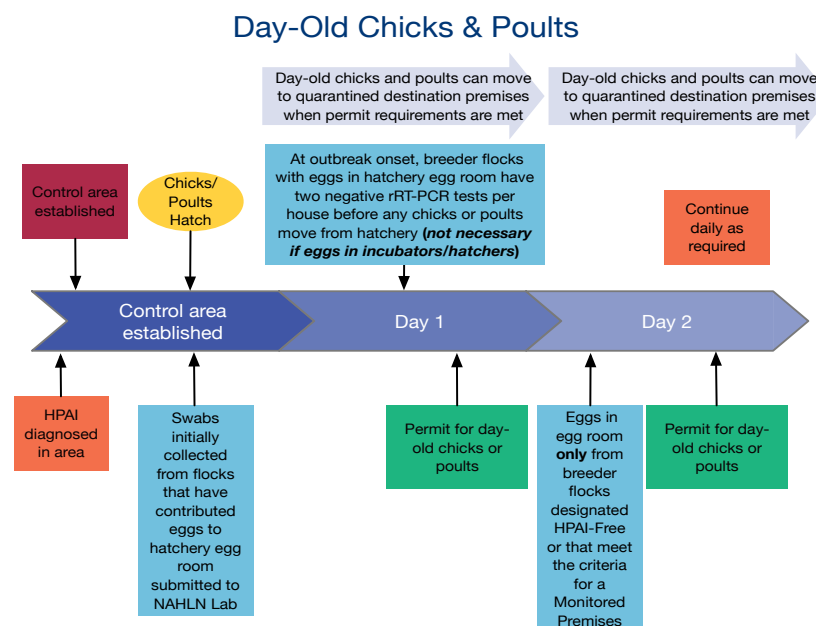 Day-Old Chicks & Poults
Day-old chicks and poults can move
to quarantined destination premises
when permit requirements are met
Day-old chicks and poults can move
to quarantined destination premises
when permit requirements are met
Control area
established
Chicks/
Poults
Hatch
At outbreak onset, breeder flocks
with eggs in hatchery egg room have
two negative rRT-PCR tests per
house before any chicks or poults
move from hatchery (not necessary
if eggs in incubators/hatchers)
Continue
daily as
required
Control area
established
Day 1
Day 2
HPAI
diagnosed
in area
Swabs
initially
collected
from flocks
that have
contributed
eggs to
hatchery egg
room
submitted to
NAHLN Lab
Permit for day-
old chicks or
poults
Eggs in
egg room
only from
breeder
flocks
designated
HPAI-Free
or that meet
the criteria
for a
Monitored
Premises
Permit for day-
old chicks or
poults